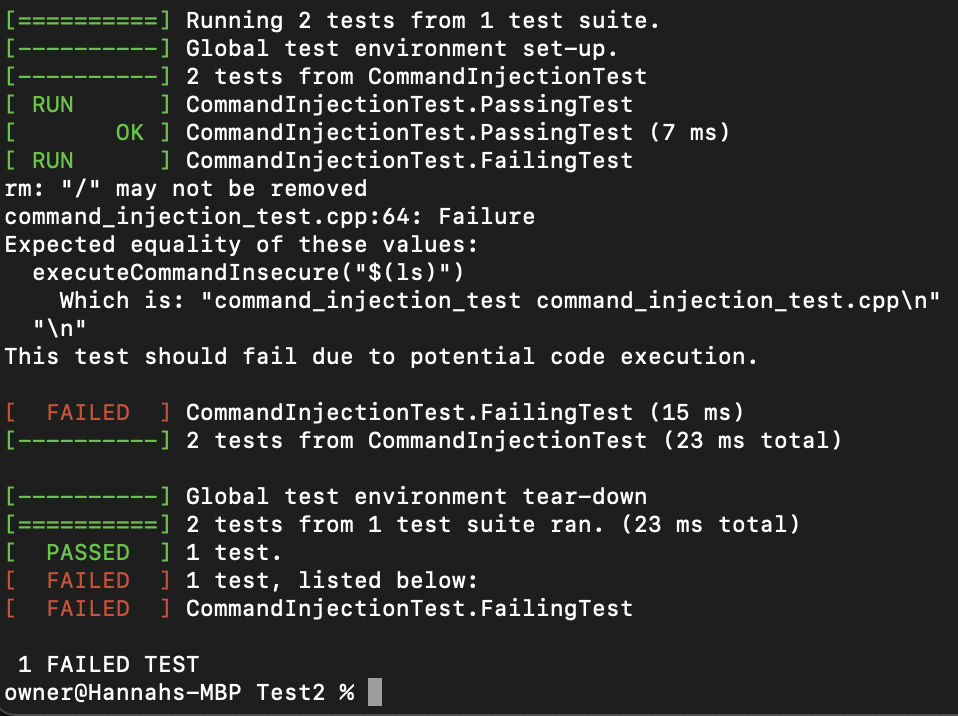 [==========] Running 2 tests from 1 test suite.
[----------] Global test environment set-up.
[----------] 2 tests from CommandInjectionTest
[ RUN      ] CommandInjectionTest.PassingTest
[       OK ] CommandInjectionTest.PassingTest (7 ms)
[ RUN      ] CommandInjectionTest.FailingTest
rm: "/" may not be removed
command_injection_test.cpp:64: Failure
Expected equality of these values:
  executeCommandInsecure("$(ls)")
    Which is: "command_injection_test command_injection_test.cpp\n"
  "\n"
This test should fail due to potential code execution.
[  FAILED  ] CommandInjectionTest.FailingTest (15 ms)
[----------] 2 tests from CommandInjectionTest (23 ms total)
[----------] Global test environment tear-down
[==========] 2 tests from 1 test suite ran. (23 ms total)
[  PASSED  ] 1 test.
[  FAILED  ] 1 test, listed below:
[  FAILED  ] CommandInjectionTest.FailingTest
 1 FAILED TEST
owner@Hannahs-MBP Test2 %